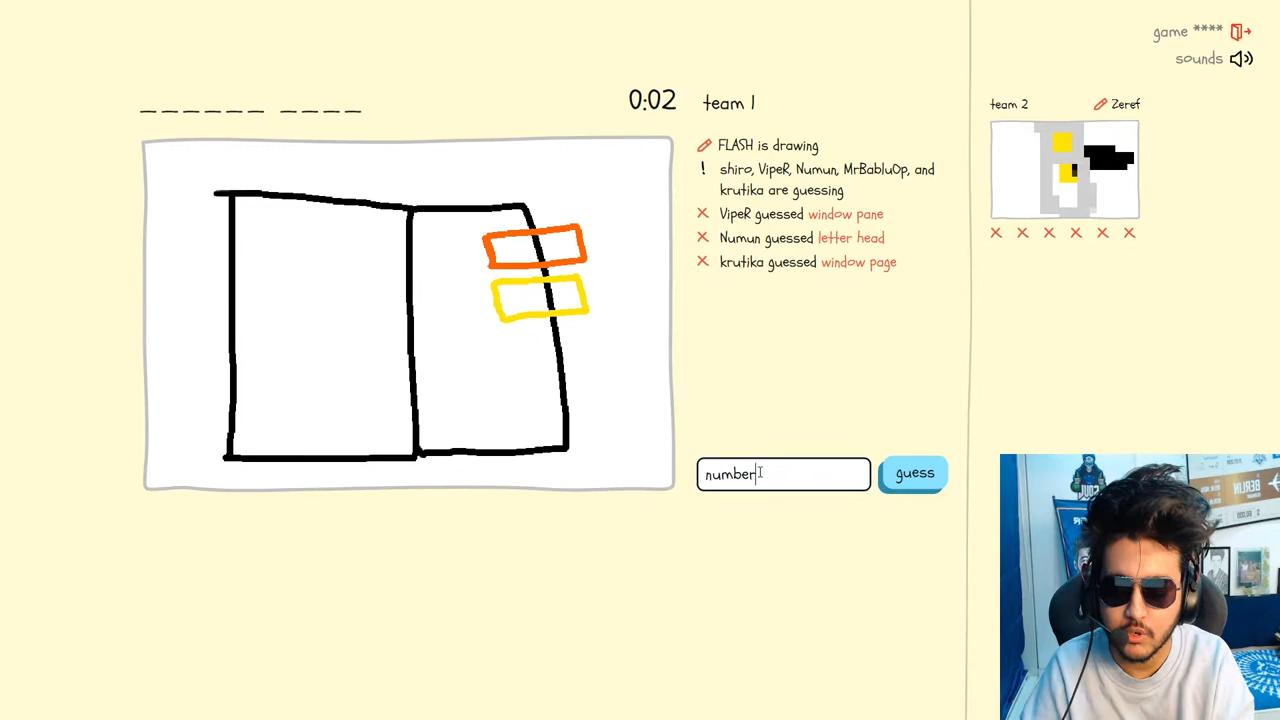 game ****
sounds
0:02
team 1
FLASH is drawing
! shiro, VipeR, Numun, MrBabluOp, and
krutika are guessing
VipeR guessed window pane
Numun guessed letter head
krutika guessed window page
number
guess
team 2
Zeref
BERLIN